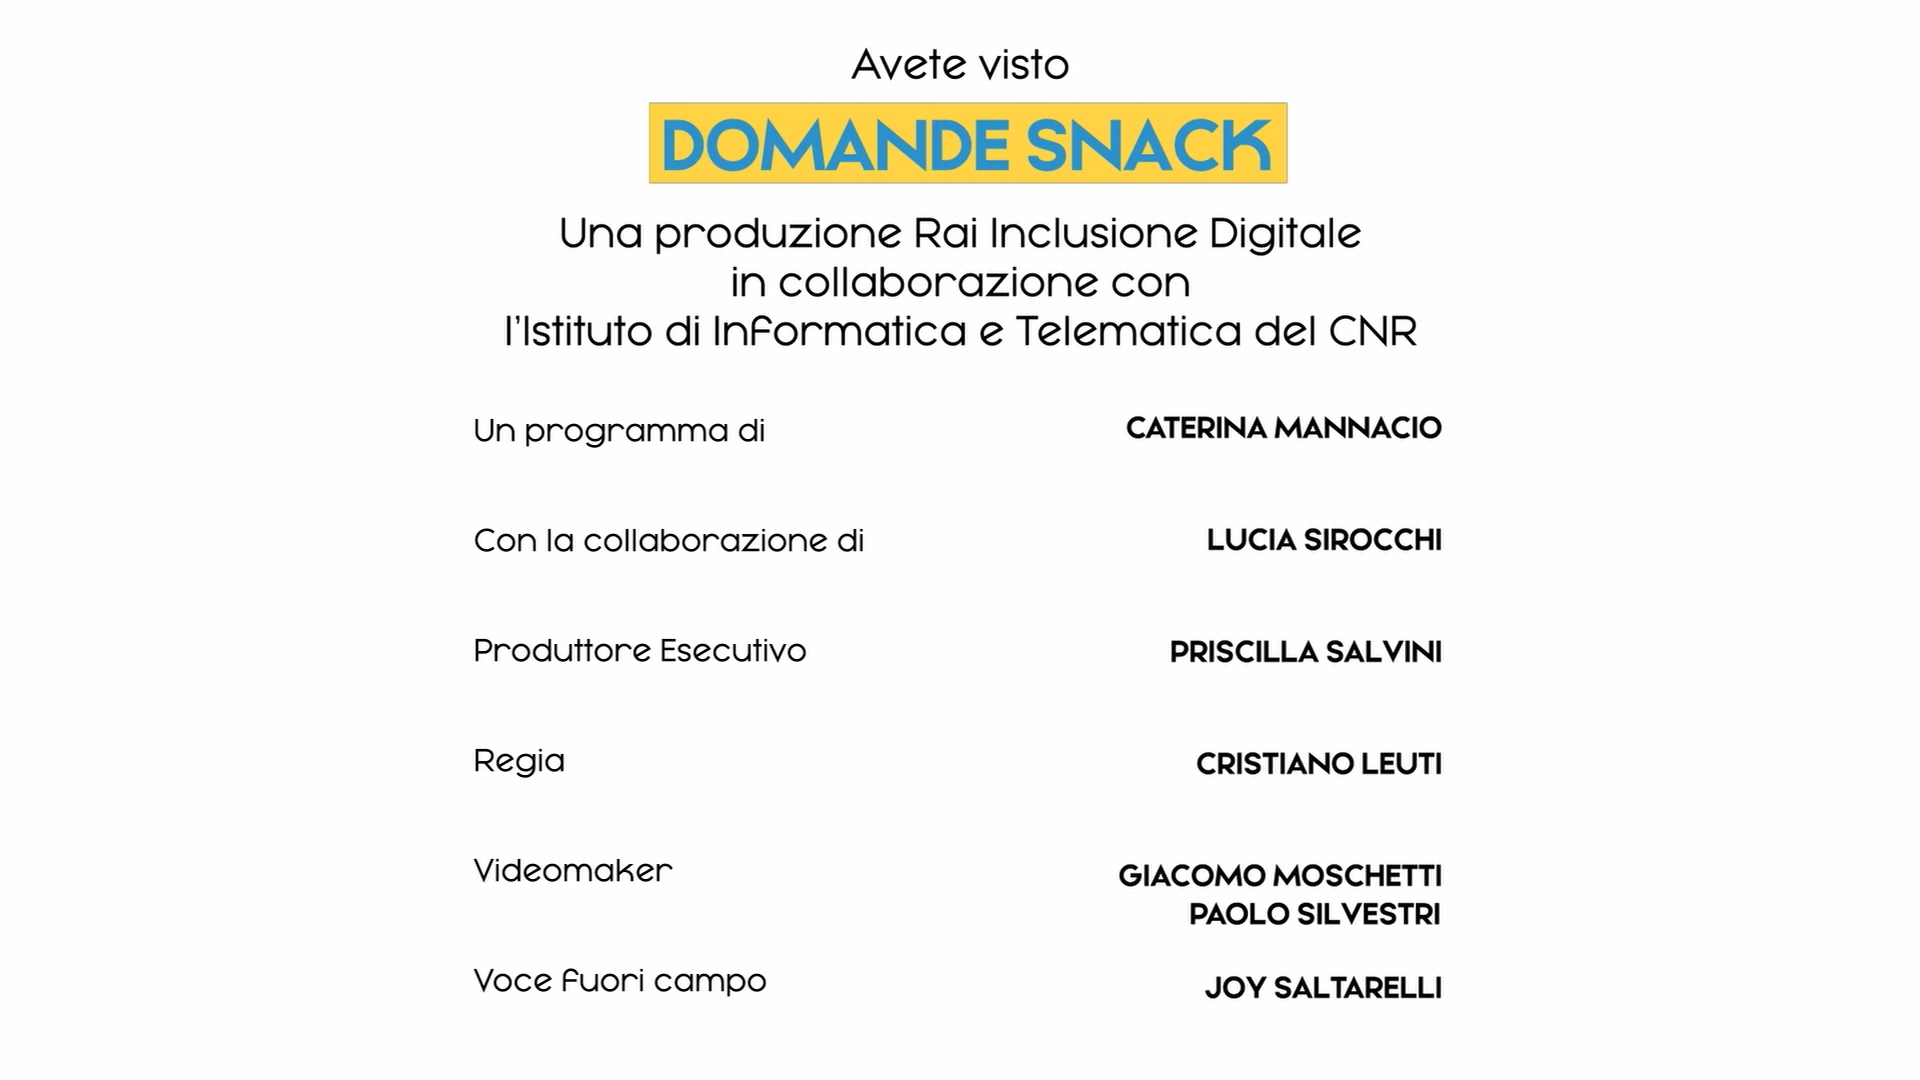 Avete visto
DOMANDE SNACK
Una produzione Rai Inclusione Digitale
in collaborazione con
l'Istituto di Informatica e Telematica del CNR
Un programma di CATERINA MANNACIO
Con la collaborazione di LUCIA SIROCCHI
Produttore Esecutivo PRISCILLA SALVINI
Regia CRISTIANO LEUTI
Videomaker GIACOMO MOSCHETTI
PAOLO SILVESTRI
Voce fuori campo JOY SALTARELLI